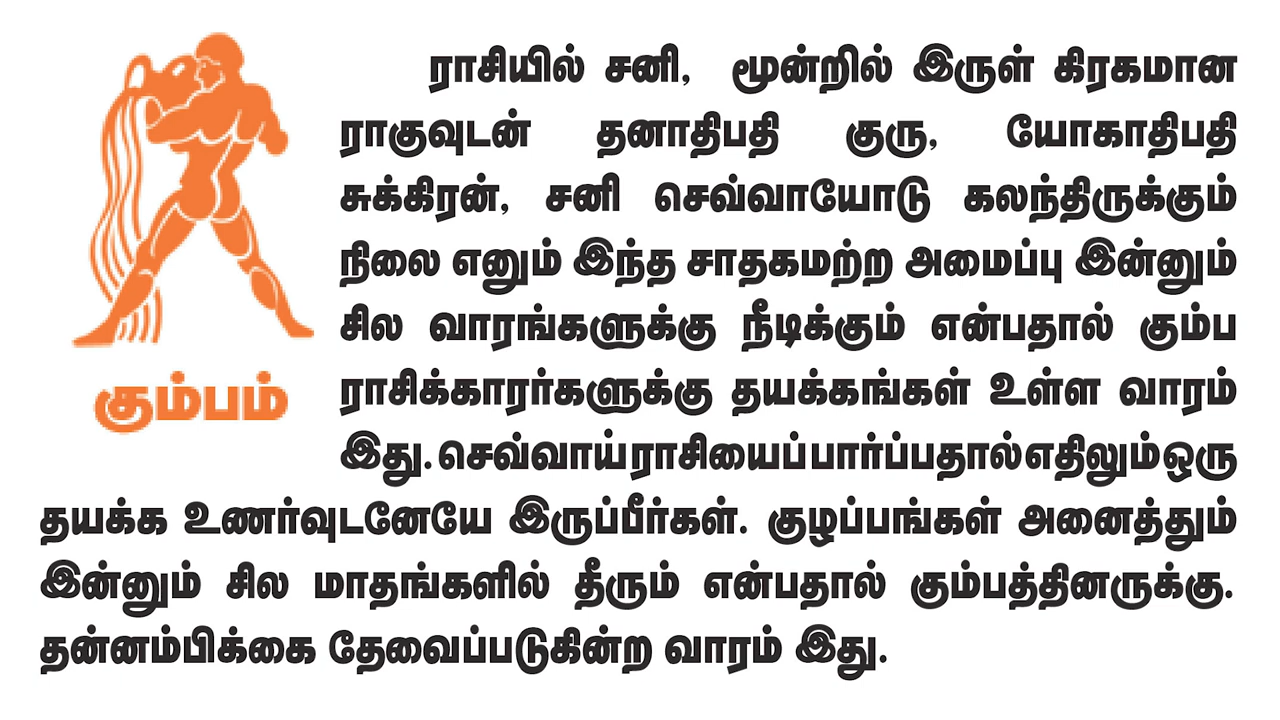 ராசியில் சனி, மூன்றில் இருள் கிரகமான
ராகுவுடன் தனாதிபதி குரு, யோகாதிபதி
சுக்கிரன், சனி செவ்வாயோடு கலந்திருக்கும்
நிலை எனும் இந்த சாதகமற்ற அமைப்பு இன்னும்
சில வாரங்களுக்கு நீடிக்கும் என்பதால் கும்ப
ராசிக்காரர்களுக்கு தயக்கங்கள் உள்ள வாரம்
இது. செவ்வாய் ராசியைப் பார்ப்பதால் எதிலும் ஒரு
தயக்க உணர்வுடனேயே இருப்பீர்கள். குழப்பங்கள் அனைத்தும்
இன்னும் சில மாதங்களில் தீரும் என்பதால் கும்பத்தினருக்கு.
தன்னம்பிக்கை தேவைப்படுகின்ற வாரம் இது.
கும்பம்